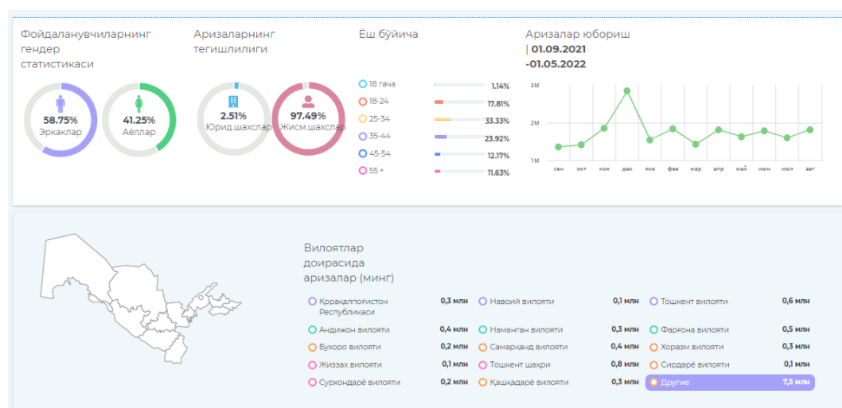 Фойдаланувчиларнинг
гендер
статистикаси
58.75%
Эркаклар
41.25%
Аёллар
Аризаларнинг
тегишлилиги
2.51%
Юрид.шахслар
97.49%
Жисм.шахслар
Ёш бўйича
18 гача 1.14%
18-24 17.81%
25-34 33.33%
35-44 23.92%
45-54 12.17%
55 + 11.63%
Аризалар юбориш
| 01.09.2021
-01.05.2022
3М
2М
1М
сен окт ноя дек янв фев мар апр май июн июл авг
Вилоятлар
доирасида
аризалар (минг)
Қорақалпоғистон 0,3 млн Навоий вилояти 0,1 млн Тошкент вилояти 0,6 млн
Республикаси
Андижон вилояти 0,4 млн Наманган вилояти 0,3 млн Фарғона вилояти 0,5 млн
Бухоро вилояти 0,2 млн Самарқанд вилояти 0,4 млн Хоразм вилояти 0,3 млн
Жиззах вилояти 0,1 млн Тошкент шаҳри 0,8 млн Сирдарё вилояти 0,1 млн
Сурхондарё вилояти 0,2 млн Қашқадарё вилояти 0,3 млн Другие 7,5 млн